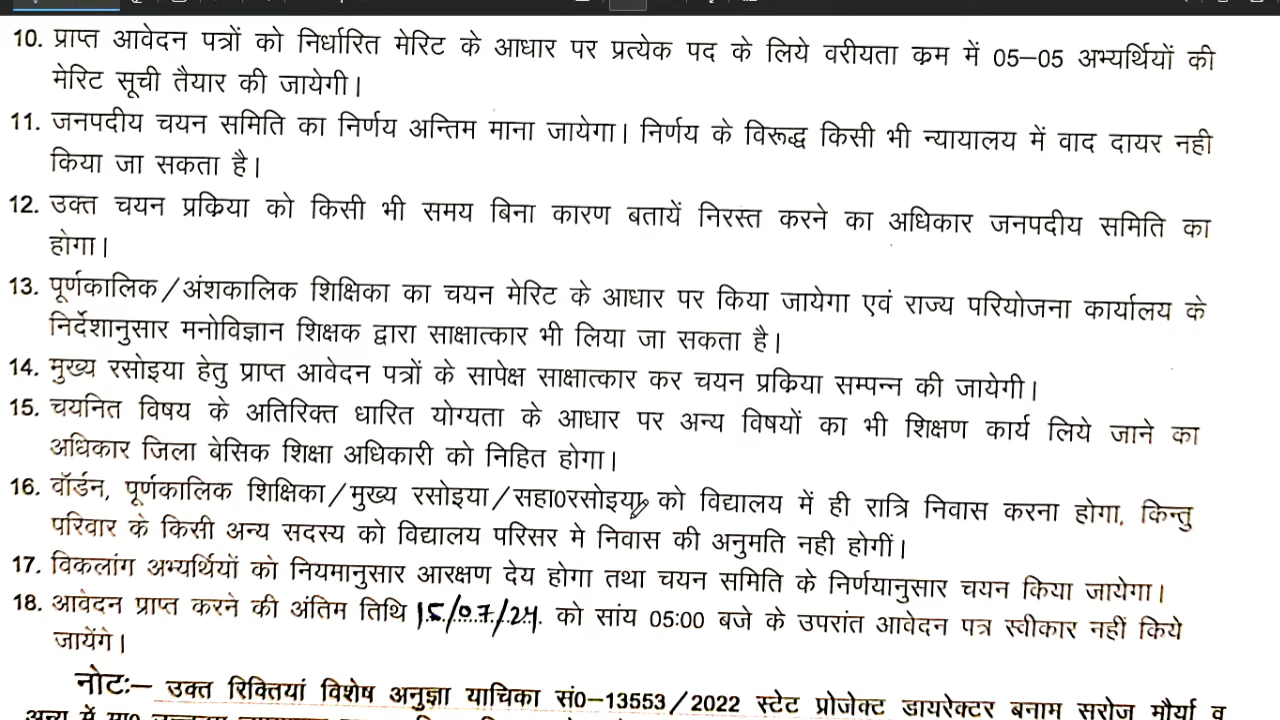 10. प्राप्त आवेदन पत्रों को निर्धारित मेरिट के आधार पर प्रत्येक पद के लिये वरीयता क्रम में 05–05 अभ्यर्थियों की
मेरिट सूची तैयार की जायेगी।
11. जनपदीय चयन समिति का निर्णय अन्तिम माना जायेगा। निर्णय के विरूद्ध किसी भी न्यायालय में वाद दायर नही
किया जा सकता है।
12. उक्त चयन प्रक्रिया को किसी भी समय बिना कारण बतायें निरस्त करने का अधिकार जनपदीय समिति का
होगा।
13. पूर्णकालिक/अंशकालिक शिक्षिका का चयन मेरिट के आधार पर किया जायेगा एवं राज्य परियोजना कार्यालय के
निर्देशानुसार मनोविज्ञान शिक्षक द्वारा साक्षात्कार भी लिया जा सकता है।
14. मुख्य रसोइया हेतु प्राप्त आवेदन पत्रों के सापेक्ष साक्षात्कार कर चयन प्रक्रिया सम्पन्न की जायेगी।
15. चयनित विषय के अतिरिक्त धारित योग्यता के आधार पर अन्य विषयों का भी शिक्षण कार्य लिये जाने का
अधिकार जिला बेसिक शिक्षा अधिकारी को निहित होगा।
16. वॉर्डन, पूर्णकालिक शिक्षिका/मुख्य रसोइया/सहा0रसोइया को विद्यालय में ही रात्रि निवास करना होगा, किन्तु
परिवार के किसी अन्य सदस्य को विद्यालय परिसर मे निवास की अनुमति नही होगीं।
17. विकलांग अभ्यर्थियों को नियमानुसार आरक्षण देय होगा तथा चयन समिति के निर्णयानुसार चयन किया जायेगा।
18. आवेदन प्राप्त करने की अंतिम तिथि 15/07/24 को सांय 05:00 बजे के उपरांत आवेदन पत्र स्वीकार नहीं किये
जायेंगे।
नोटः– उक्त रिक्तियां विशेष अनुज्ञा याचिका सं0–13553/2022 स्टेट प्रोजेक्ट डायरेक्टर बनाम सरोज मौर्या व